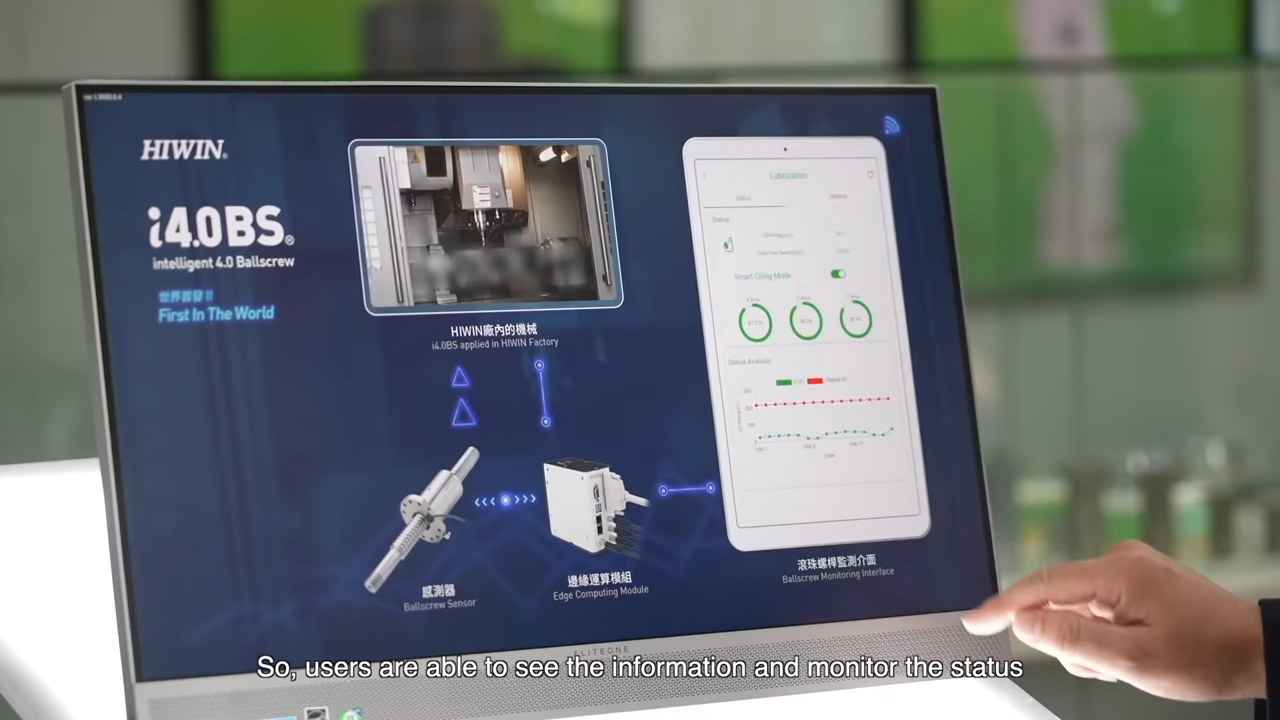 HIWIN®
i4.0BS®
intelligent 4.0 Ballscrew
世界首發!!
First In The World
HIWIN廠內的機械
i4.0BS applied in HIWIN Factory
Lubrication
Status
Smart Oiling Mode
Status Analysis
感測器
Ballscrew Sensor
邊緣運算模組
Edge Computing Module
滾珠螺桿監測介面
Ballscrew Monitoring Interface
ELITEONE
So, users are able to see the information and monitor the status